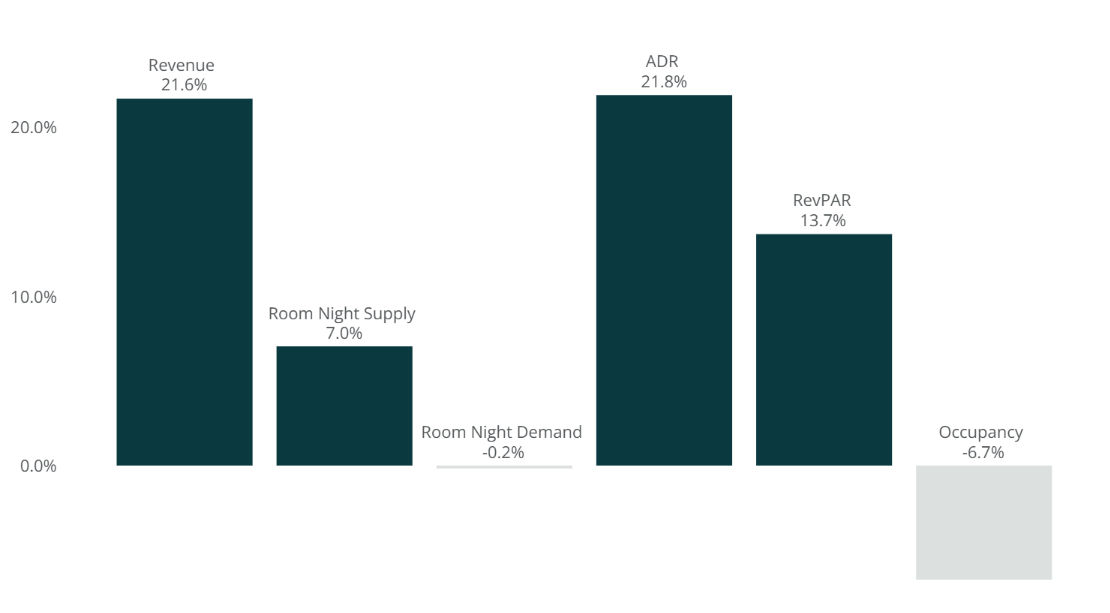 Revenue
21.6%
ADR
21.8%
20.0%
RevPAR
13.7%
10.0%
Room Night Supply
7.0%
Room Night Demand
-0.2%
Occupancy
-6.7%
0.0%